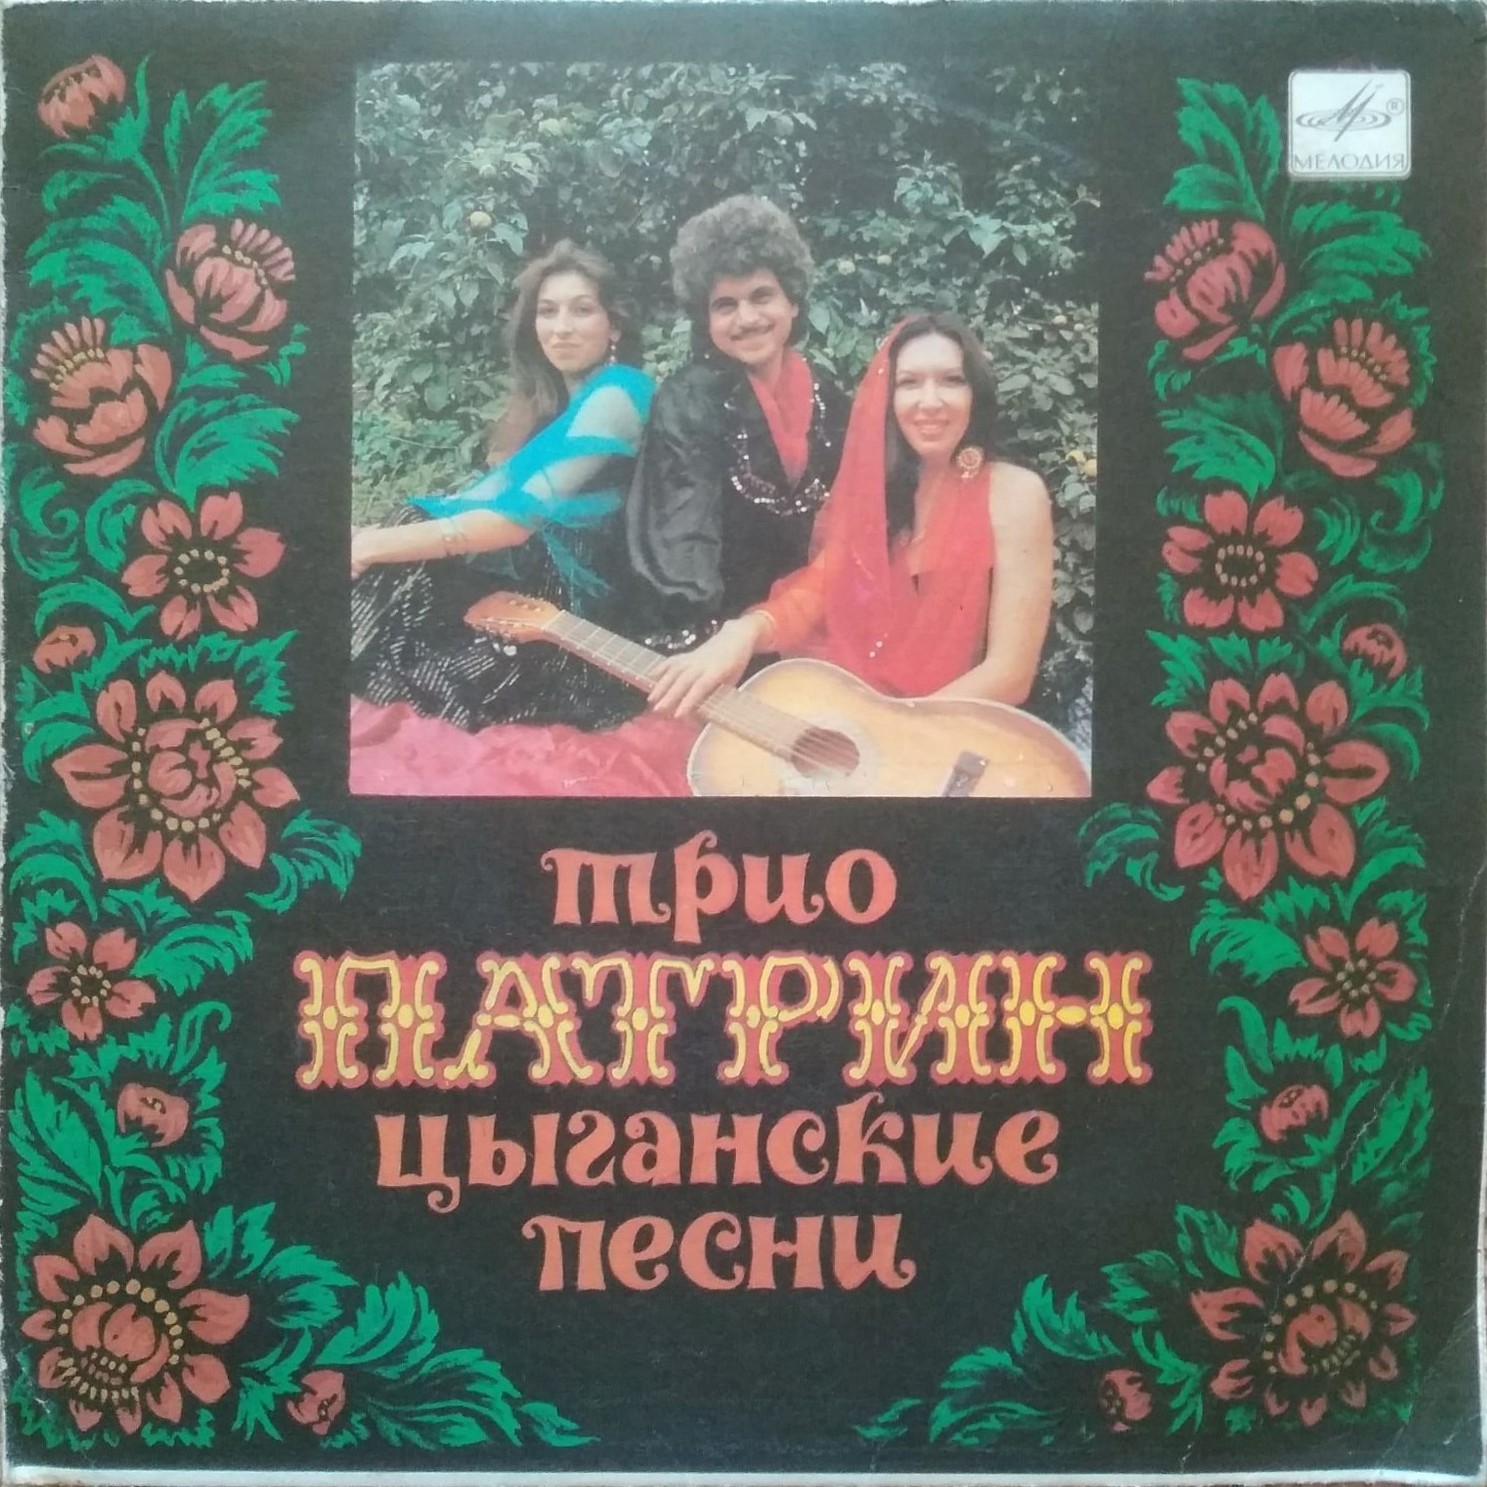 МЕЛОДИЯ
®
трио
ПАТРИН
цыганские
песни